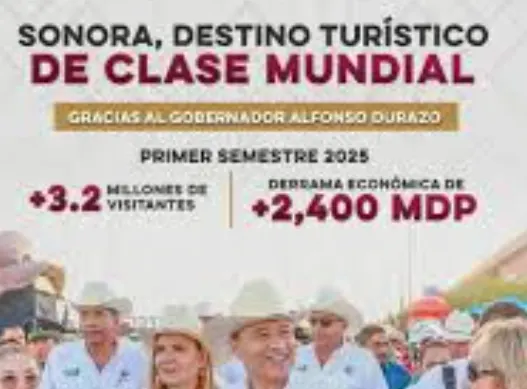 SONORA, DESTINO TURÍSTICO
DE CLASE MUNDIAL
GRACIAS AL GOBERNADOR ALFONSO DURAZO
PRIMER SEMESTRE 2025
+3.2 MILLONES DE
VISITANTES
DERRAMA ECONÓMICA DE
+2,400 MDP